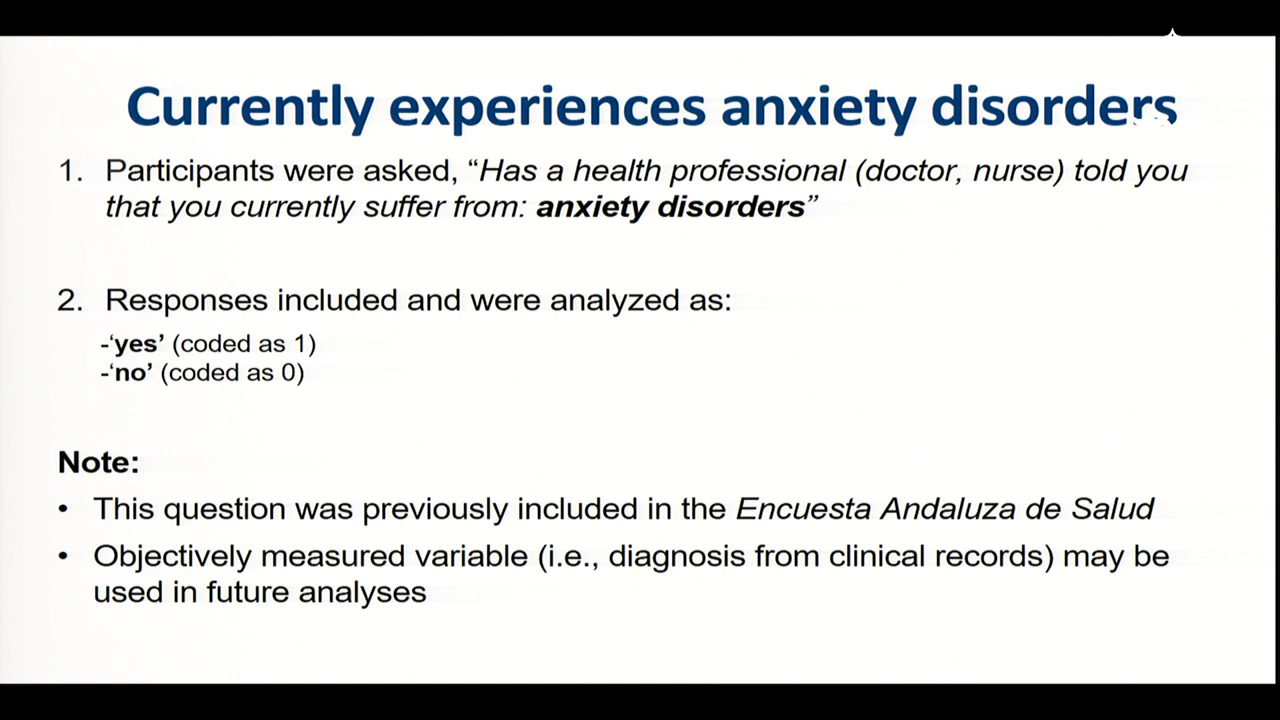 Currently experiences anxiety disorders
1. Participants were asked, “Has a health professional (doctor, nurse) told you
that you currently suffer from: anxiety disorders”
2. Responses included and were analyzed as:
-‘yes’ (coded as 1)
-‘no’ (coded as 0)
Note:
• This question was previously included in the Encuesta Andaluza de Salud
• Objectively measured variable (i.e., diagnosis from clinical records) may be
used in future analyses